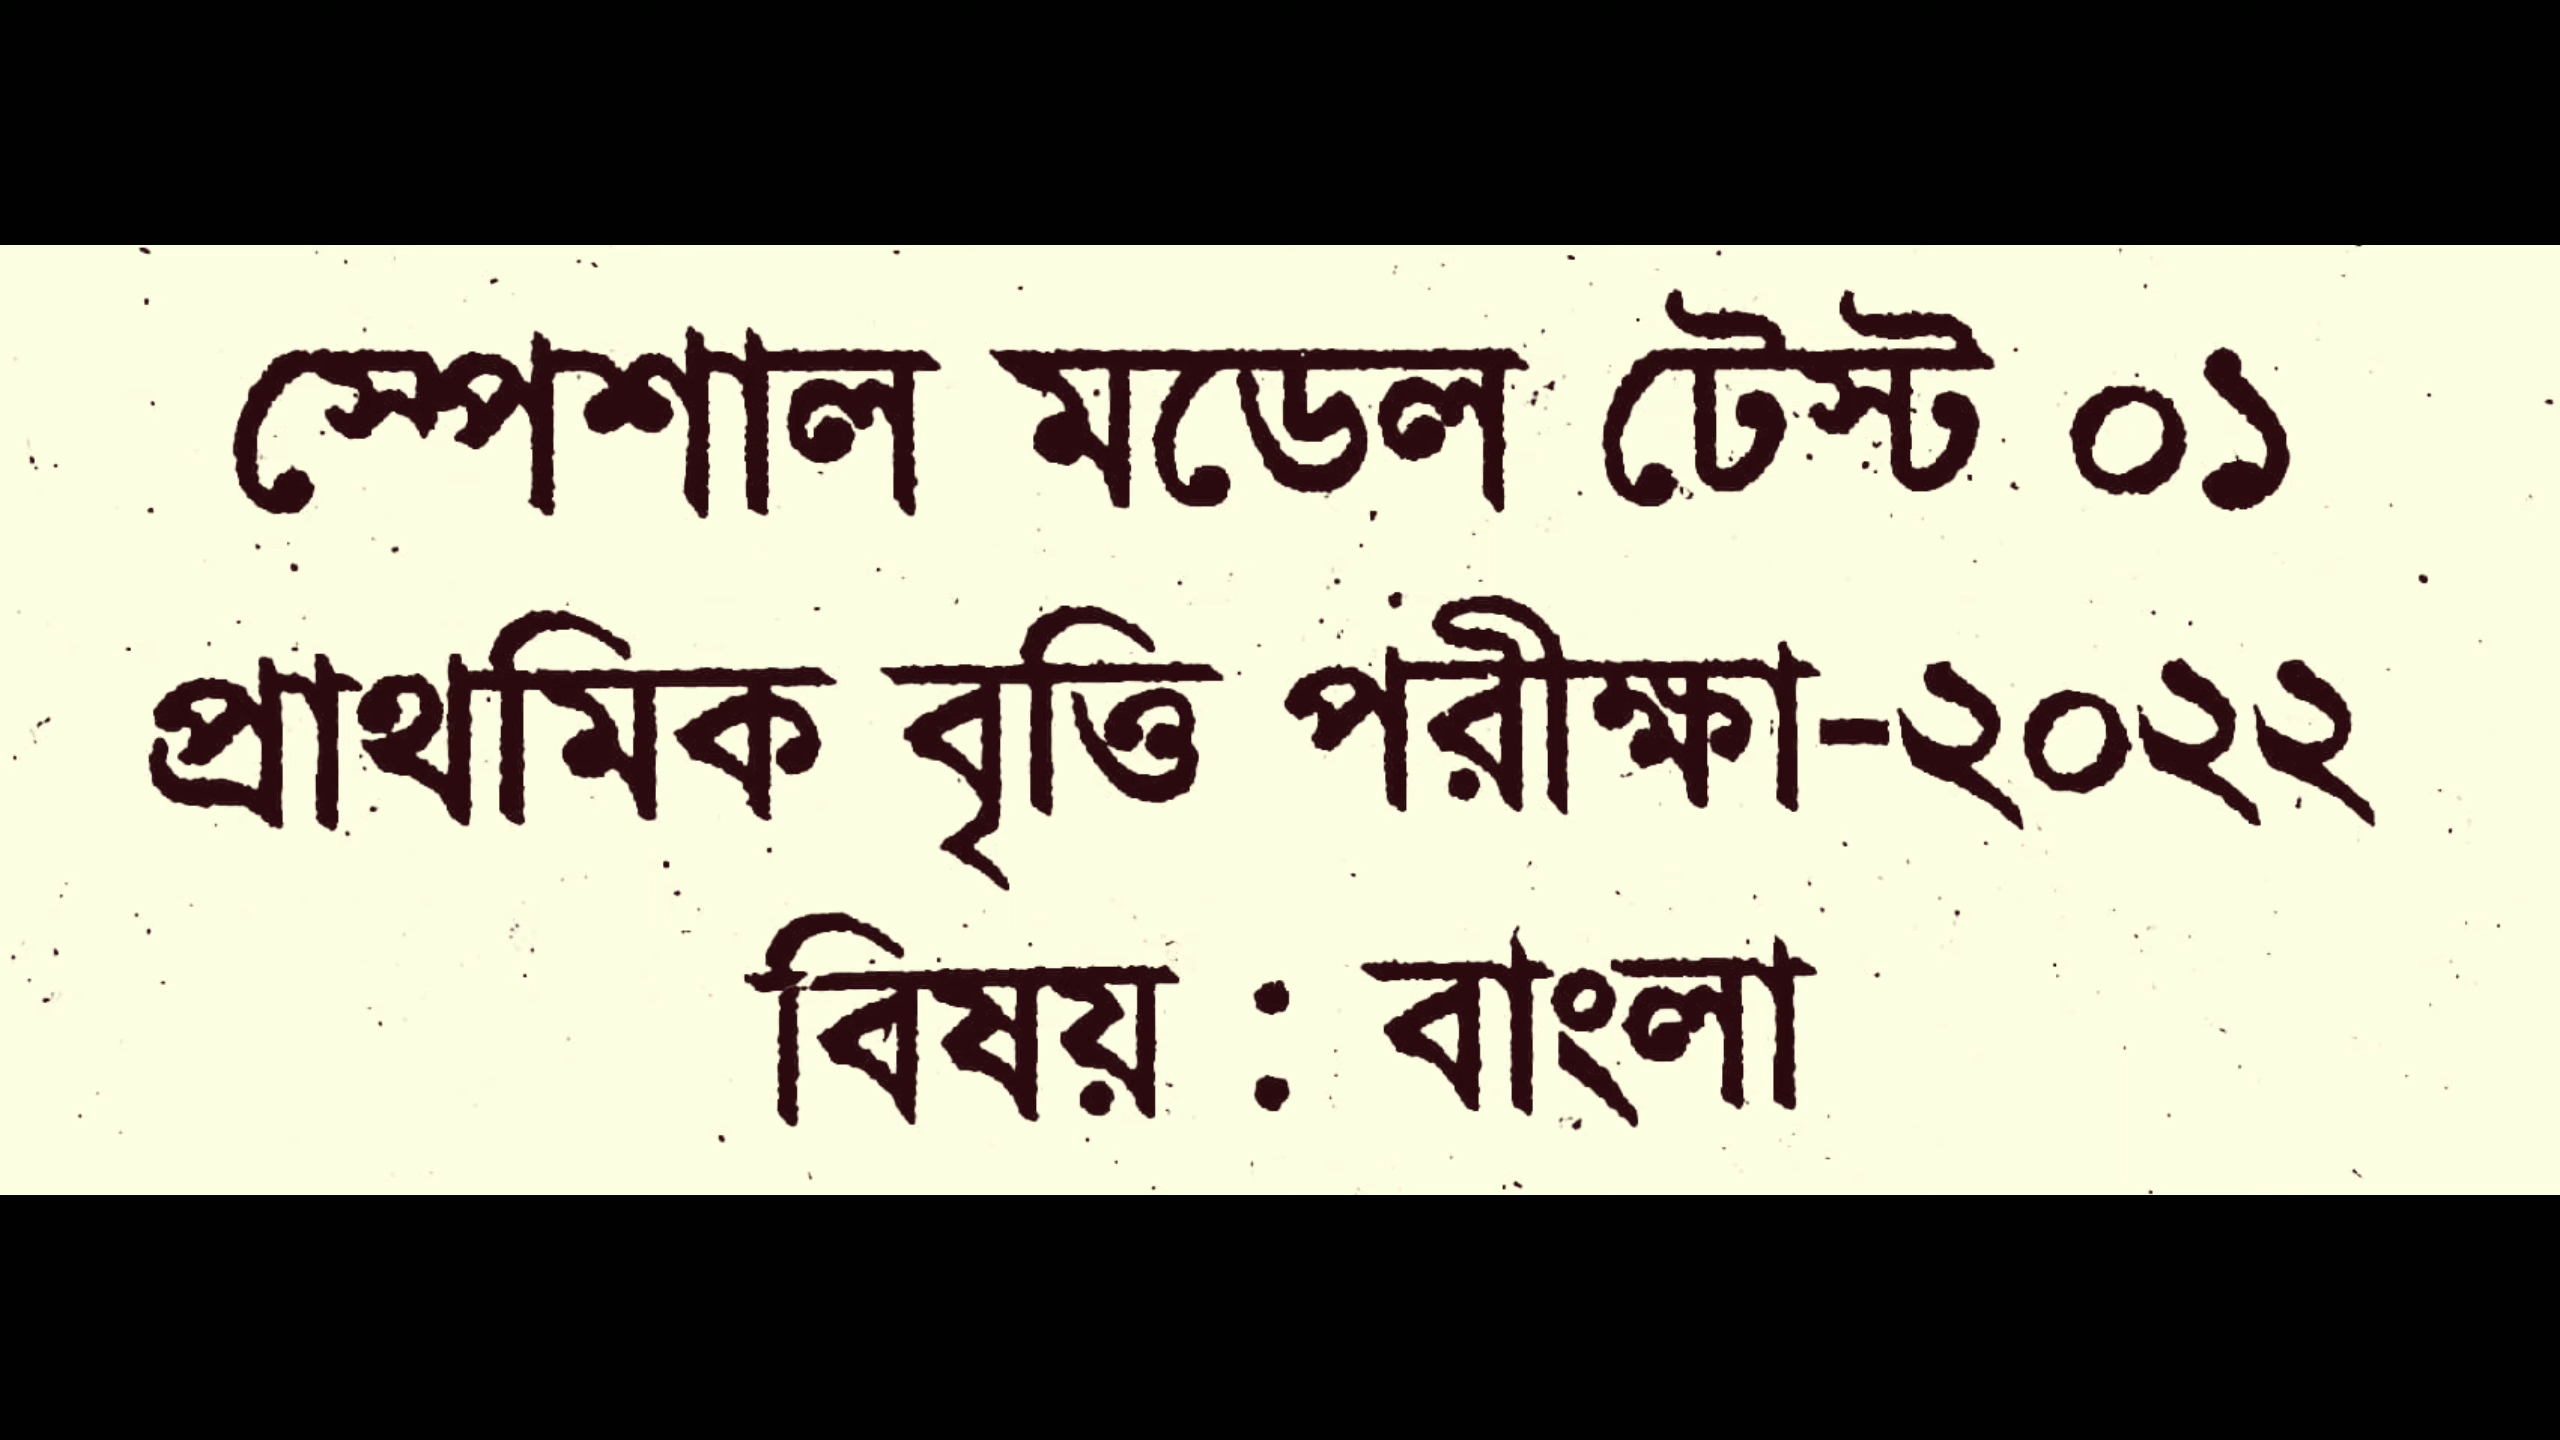 স্পেশাল মডেল টেস্ট ০১
প্রাথমিক বৃত্তি পরীক্ষা-২০২২
বিষয় : বাংলা